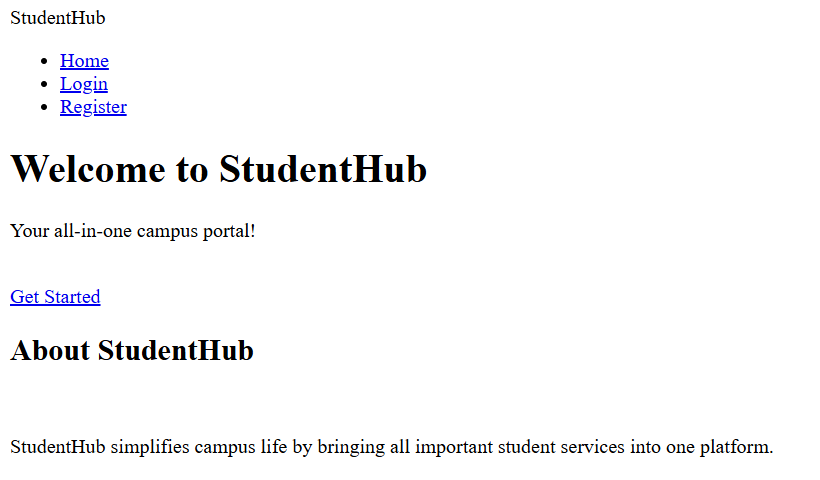 StudentHub
Home
Login
Register
Welcome to StudentHub
Your all-in-one campus portal!
Get Started
About StudentHub
StudentHub simplifies campus life by bringing all important student services into one platform.